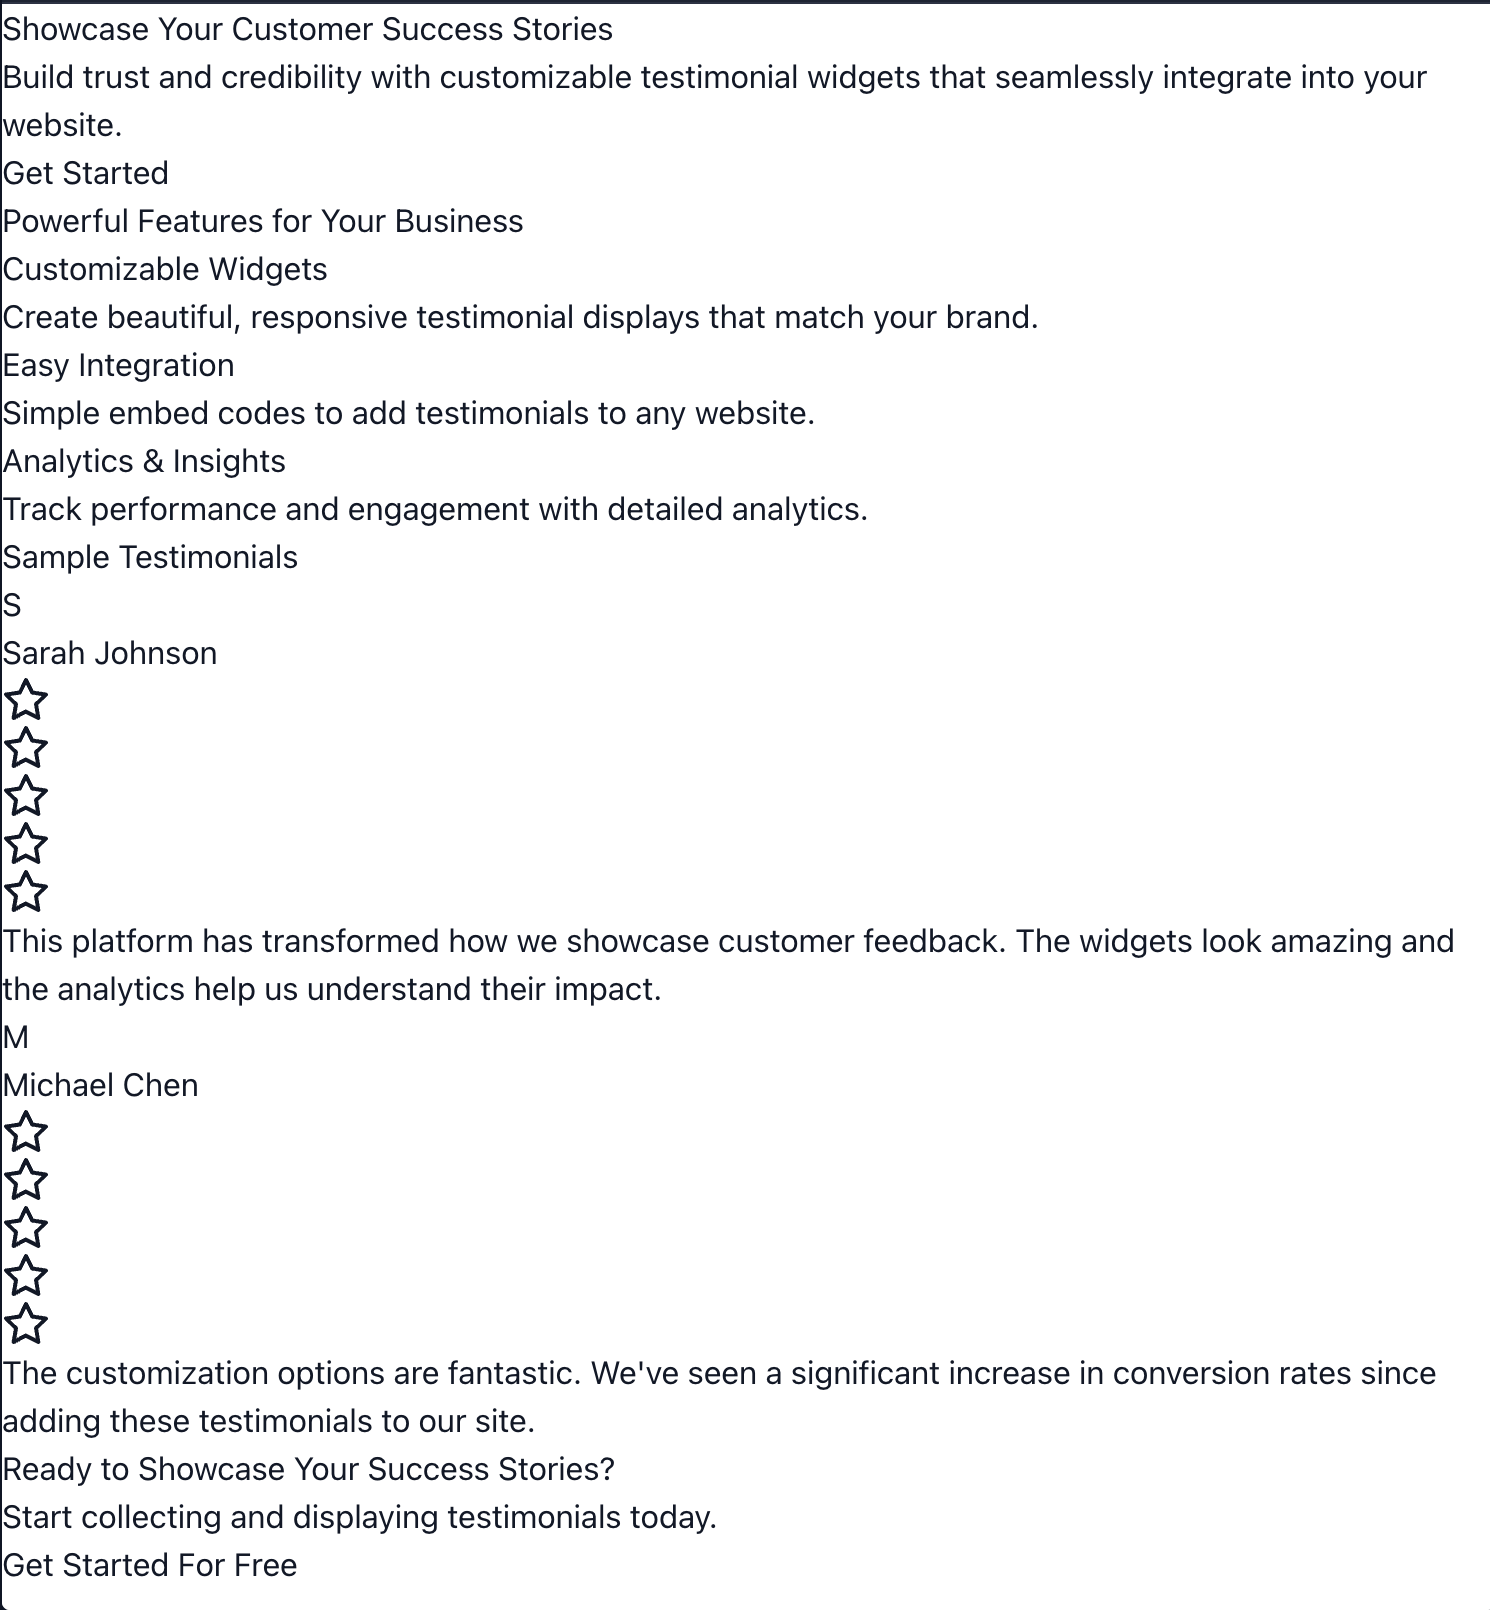 Showcase Your Customer Success Stories
Build trust and credibility with customizable testimonial widgets that seamlessly integrate into your
website.
Get Started
Powerful Features for Your Business
Customizable Widgets
Create beautiful, responsive testimonial displays that match your brand.
Easy Integration
Simple embed codes to add testimonials to any website.
Analytics & Insights
Track performance and engagement with detailed analytics.
Sample Testimonials
S
Sarah Johnson
This platform has transformed how we showcase customer feedback. The widgets look amazing and
the analytics help us understand their impact.
M
Michael Chen
The customization options are fantastic. We've seen a significant increase in conversion rates since
adding these testimonials to our site.
Ready to Showcase Your Success Stories?
Start collecting and displaying testimonials today.
Get Started For Free